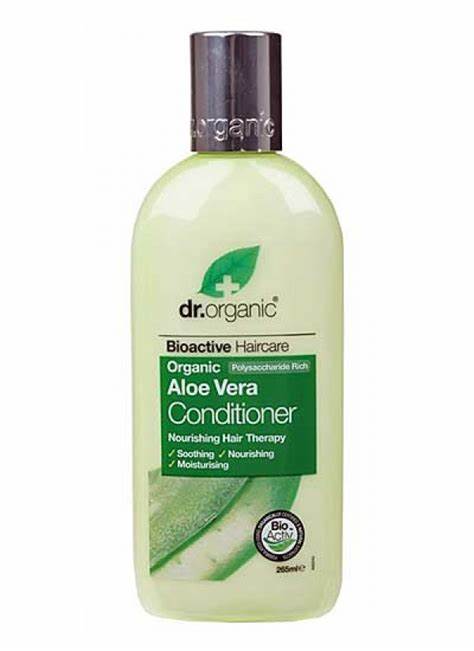 dr.organic
dr.organic®
Bioactive Haircare
Organic Polysaccharide Rich
Aloe Vera
Conditioner
Nourishing Hair Therapy
✓ Soothing ✓ Nourishing
✓ Moisturising
Bio
Activ
265ml e